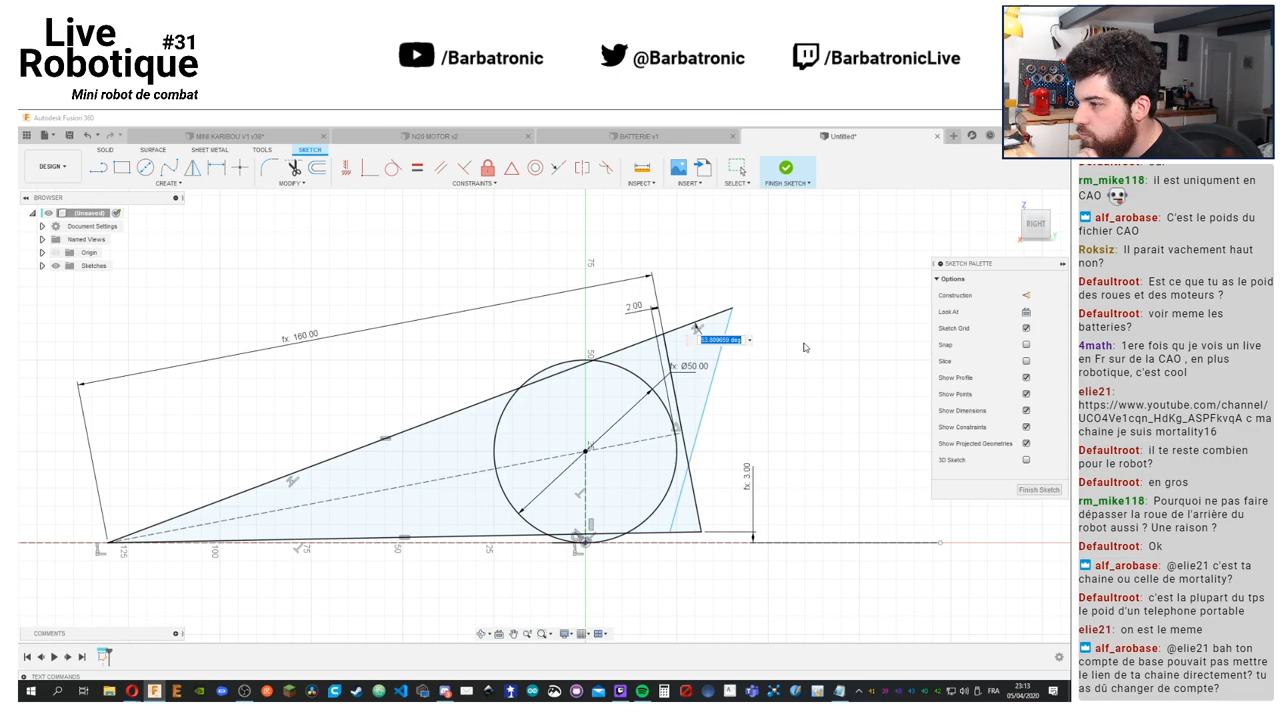 Live
Robotique #31
Mini robot de combat
/Barbatronic
@Barbatronic
/BarbatronicLive
Autodesk Fusion 360
MINI KARIBOU V1 v38*
N20 MOTOR v2
BATTERIE v1
Untitled*
SOLID
SURFACE
SHEET METAL
TOOLS
SKETCH
DESIGN
CREATE
MODIFY
CONSTRAINTS
INSPECT
INSERT
SELECT
FINISH SKETCH
BROWSER
(Unsaved)
Document Settings
Named Views
Origin
Sketches
Z
RIGHT
X
Y
75
50
25
fx: 160.00
2.00
53.809659 deg
fx: Ø50.00
fx: 3.00
125
100
75
50
25
SKETCH PALETTE
Options
Construction
Look At
Sketch Grid
Snap
Slice
Show Profile
Show Points
Show Dimensions
Show Constraints
Show Projected Geometries
3D Sketch
Finish Sketch
COMMENTS
TEXT COMMANDS
FRA
23:13
05/04/2020
rm_mike118: il est uniqument en
CAO
alf_arobase: C'est le poids du
fichier CAO
Roksiz: Il parait vachement haut
non?
Defaultroot: Est ce que tu as le poid
des roues et des moteurs ?
Defaultroot: voir meme les
batteries?
4math: 1ere fois qu je vois un live
en Fr sur de la CAO , en plus
robotique, c'est cool
elie21:
https://www.youtube.com/channel/
UCO4Ve1cqn_HdKg_ASPFkvqA c ma
chaine je suis mortality16
Defaultroot: il te reste combien
pour le robot?
Defaultroot: en gros
rm_mike118: Pourquoi ne pas faire
dépasser la roue de l'arrière du
robot aussi ? Une raison ?
Defaultroot: Ok
alf_arobase: @elie21 c'est ta
chaine ou celle de mortality?
Defaultroot: c'est la plupart du tps
le poid d'un telephone portable
elie21: on est le meme
alf_arobase: @elie21 bah ton
compte de base pouvait pas mettre
le lien de ta chaine directement? tu
as dû changer de compte?